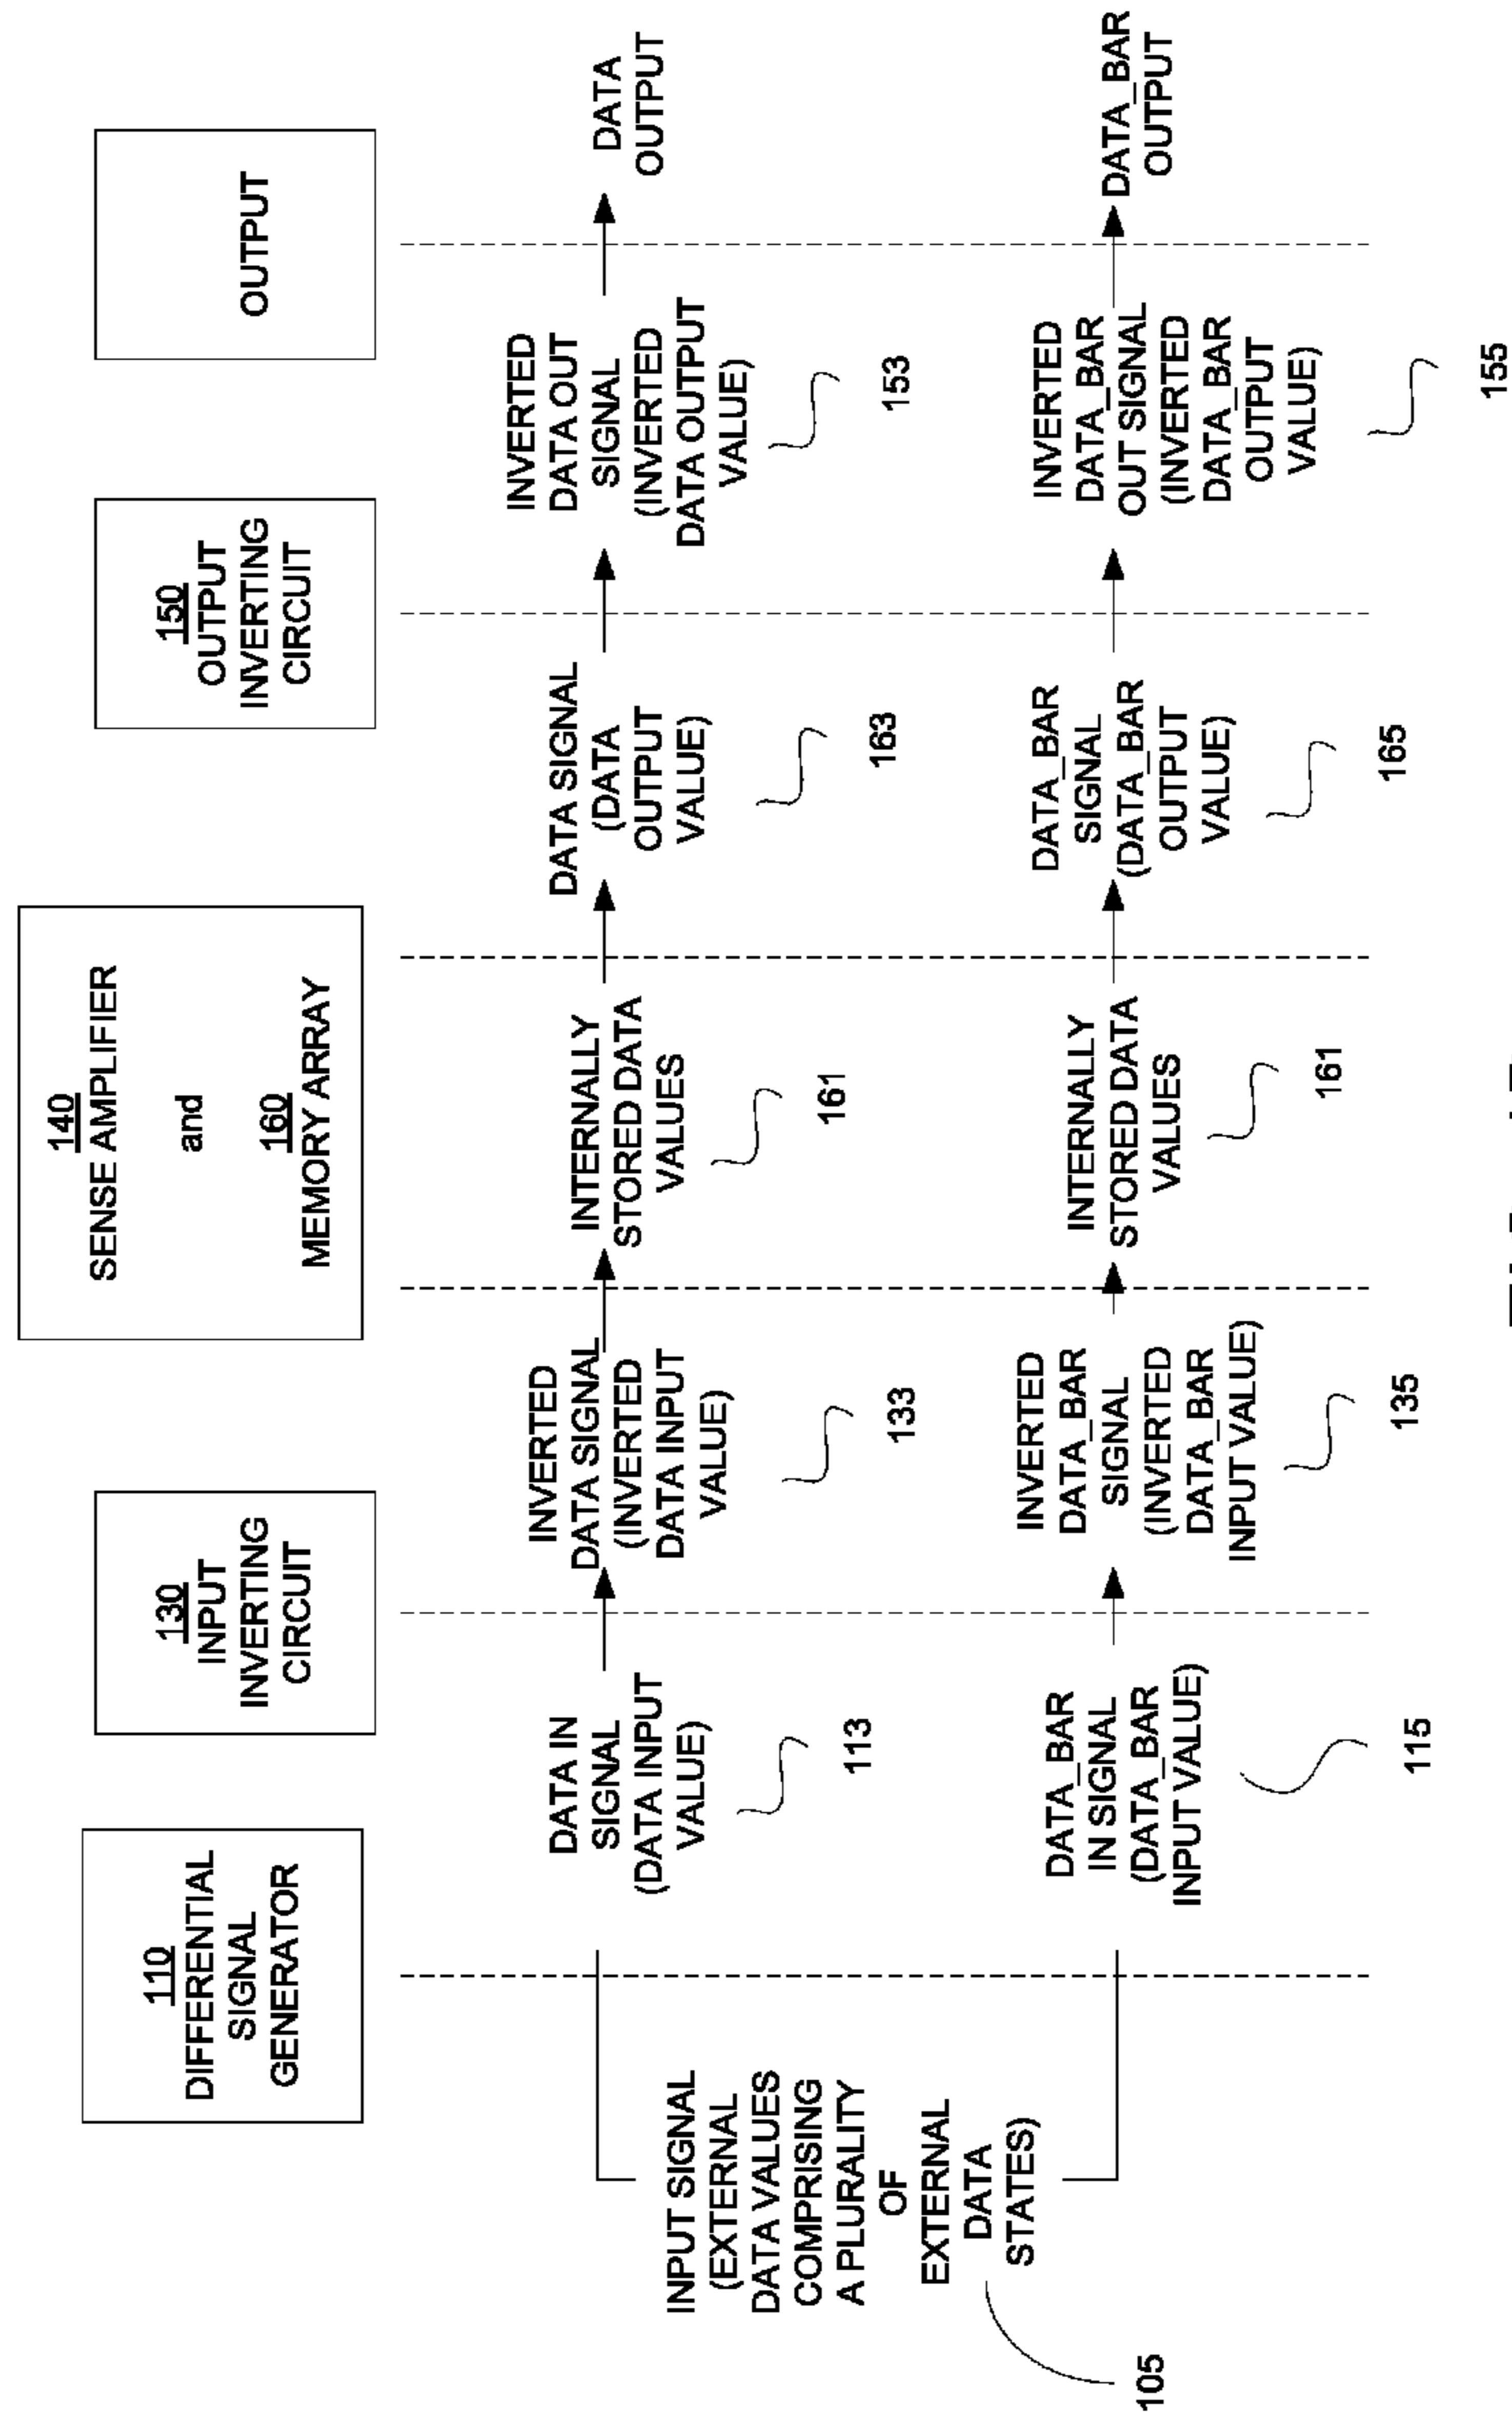 110
DIFFERENTIAL
SIGNAL
GENERATOR
130
INPUT
INVERTING
CIRCUIT
140
SENSE AMPLIFIER
and
160
MEMORY ARRAY
150
OUTPUT
INVERTING
CIRCUIT
OUTPUT
INPUT SIGNAL
(EXTERNAL
DATA VALUES
COMPRISING
A PLURALITY
OF
EXTERNAL
DATA
STATES)
105
DATA IN
SIGNAL
(DATA INPUT
VALUE)
113
INVERTED
DATA SIGNAL
(INVERTED
DATA INPUT
VALUE)
133
INTERNALLY
STORED DATA
VALUES
161
DATA SIGNAL
(DATA
OUTPUT
VALUE)
163
INVERTED
DATA OUT
SIGNAL
(INVERTED
DATA OUTPUT
VALUE)
153
DATA
OUTPUT
DATA_BAR
IN SIGNAL
(DATA_BAR
INPUT VALUE)
115
INVERTED
DATA_BAR
SIGNAL
(INVERTED
DATA_BAR
INPUT VALUE)
135
INTERNALLY
STORED DATA
VALUES
161
DATA_BAR
SIGNAL
(DATA_BAR
OUTPUT
VALUE)
165
INVERTED
DATA_BAR
OUT SIGNAL
(INVERTED
DATA_BAR
OUTPUT
VALUE)
155
DATA_BAR
OUTPUT